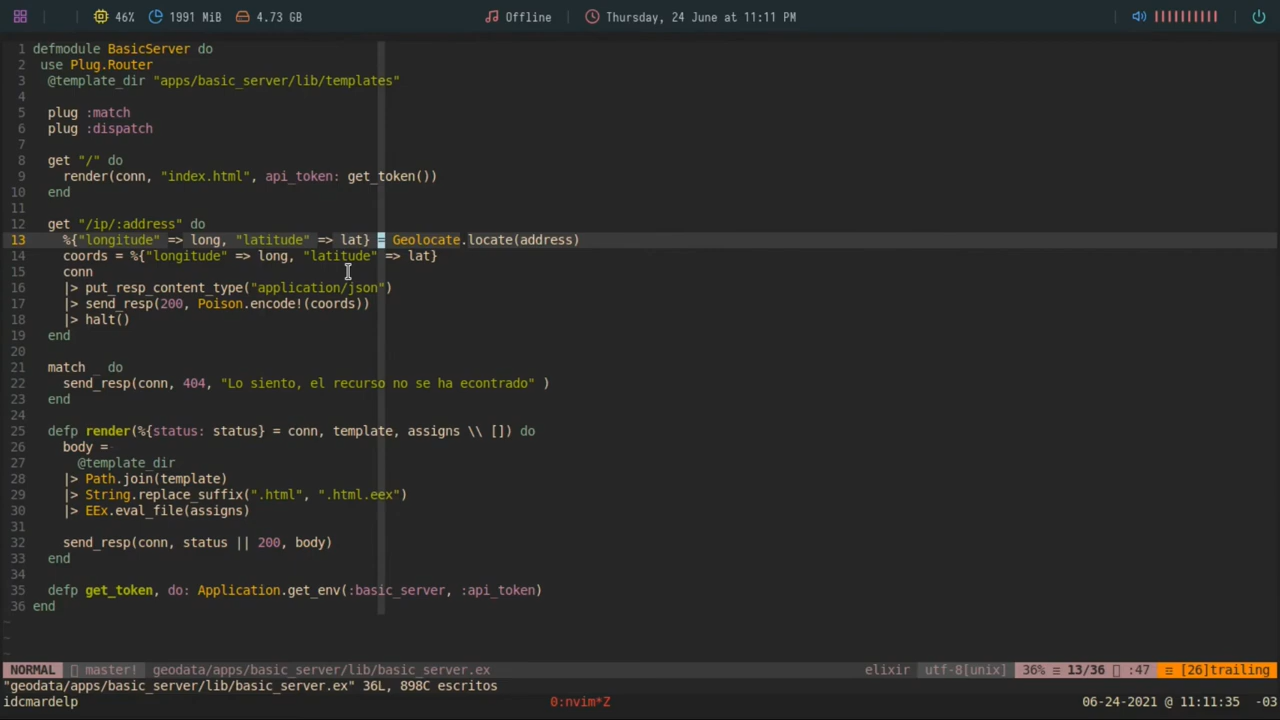 46% 1991 MiB 4.73 GB Offline Thursday, 24 June at 11:11 PM
1 defmodule BasicServer do
2  use Plug.Router
3   @template_dir "apps/basic_server/lib/templates"
4
5   plug :match
6   plug :dispatch
7
8   get "/" do
9     render(conn, "index.html", api_token: get_token())
10   end
11
12   get "/ip/:address" do
13     %{"longitude" => long, "latitude" => lat} = Geolocate.locate(address)
14     coords = %{"longitude" => long, "latitude" => lat}
15     conn
16     |> put_resp_content_type("application/json")
17     |> send_resp(200, Poison.encode!(coords))
18     |> halt()
19   end
20
21   match _ do
22     send_resp(conn, 404, "Lo siento, el recurso no se ha econtrado" )
23   end
24
25   defp render(%{status: status} = conn, template, assigns \\ []) do
26     body =
27       @template_dir
28     |> Path.join(template)
29     |> String.replace_suffix(".html", ".html.eex")
30     |> EEx.eval_file(assigns)
31
32     send_resp(conn, status || 200, body)
33   end
34
35   defp get_token, do: Application.get_env(:basic_server, :api_token)
36 end
~
~
NORMAL master! geodata/apps/basic_server/lib/basic_server.ex elixir utf-8[unix] 36% ≡ 13/36 :47 ≡ [26]trailing
"geodata/apps/basic_server/lib/basic_server.ex" 36L, 898C escritos
idcmardelp 0:nvim*Z 06-24-2021 @ 11:11:35 -03